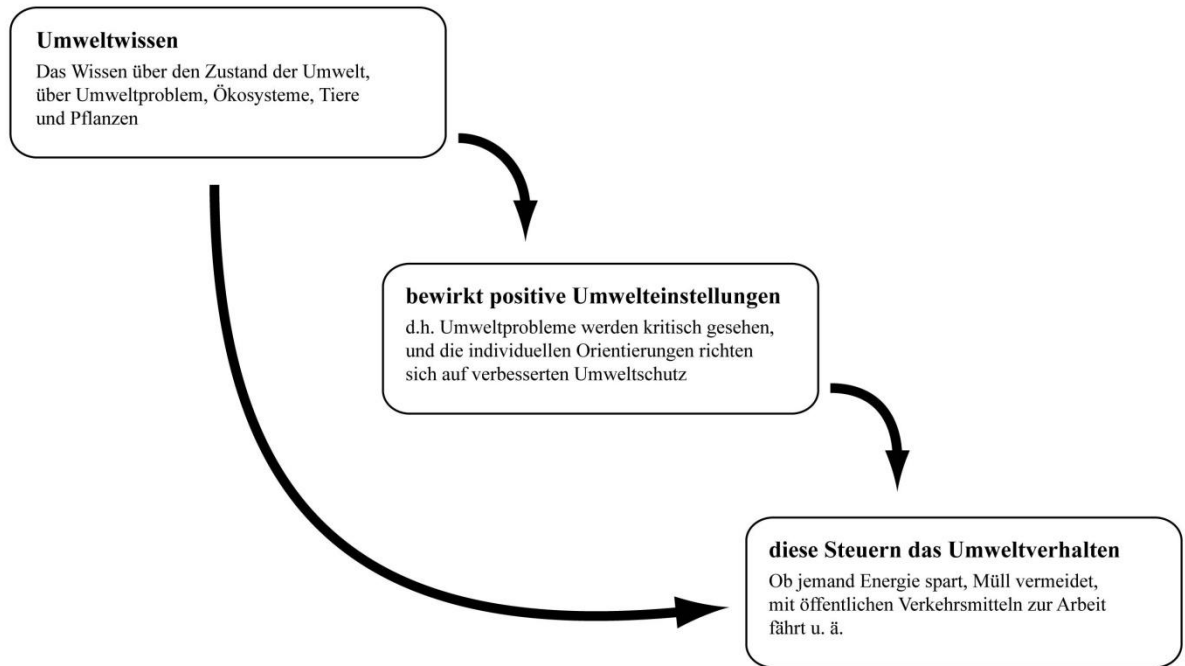 Umweltwissen
Das Wissen über den Zustand der Umwelt,
über Umweltproblem, Ökosysteme, Tiere
und Pflanzen
bewirkt positive Umwelteinstellungen
d.h. Umweltprobleme werden kritisch gesehen,
und die individuellen Orientierungen richten
sich auf verbesserten Umweltschutz
diese Steuern das Umweltverhalten
Ob jemand Energie spart, Müll vermeidet,
mit öffentlichen Verkehrsmitteln zur Arbeit
fährt u. ä.